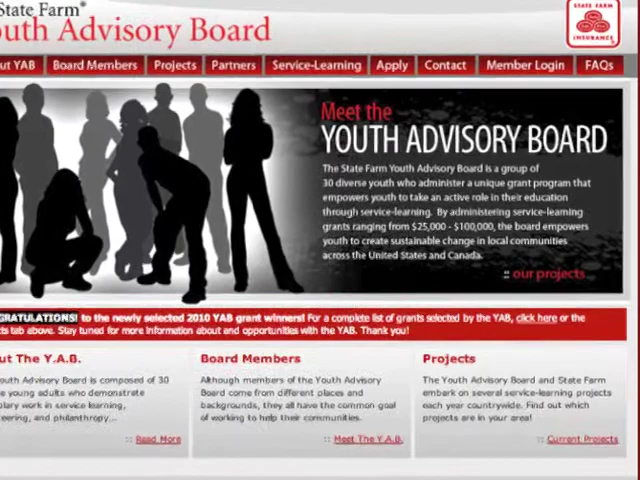 State Farm®
outh Advisory Board
STATE FARM
INSURANCE
ut YAB Board Members Projects Partners Service-Learning Apply Contact Member Login FAQs
Meet the
YOUTH ADVISORY BOARD
The State Farm Youth Advisory Board is a group of
30 diverse youth who administer a unique grant program that
empowers youth to take an active role in their education
through service-learning. By administering service-learning
grants ranging from $25,000 - $100,000, the board empowers
youth to create sustainable change in local communities
across the United States and Canada.
:: our projects
GRATULATIONS! to the newly selected 2010 YAB grant winners! For a complete list of grants selected by the YAB, click here or the
ts tab above. Stay tuned for more information about and opportunities with the YAB. Thank you!
ut The Y.A.B.
outh Advisory Board is composed of 30
e young adults who demonstrate
plary work in service learning,
eering, and philanthropy...
:: Read More
Board Members
Although members of the Youth Advisory
Board come from different places and
backgrounds, they all have the common goal
of working to help their communities.
:: Meet The Y.A.B.
Projects
The Youth Advisory Board and State Farm
embark on several service-learning projects
each year countrywide. Find out which
projects are in your area!
:: Current Projects